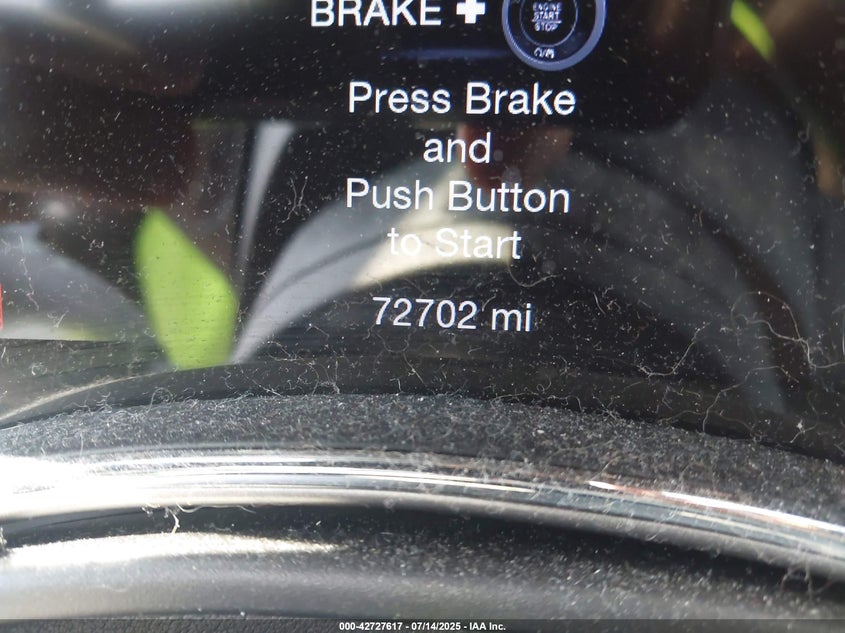 BRAKE +
ENGINE
START
STOP
Press Brake
and
Push Button
to Start
72702 mi
000-42727617 - 07/14/2025 - IAA Inc.